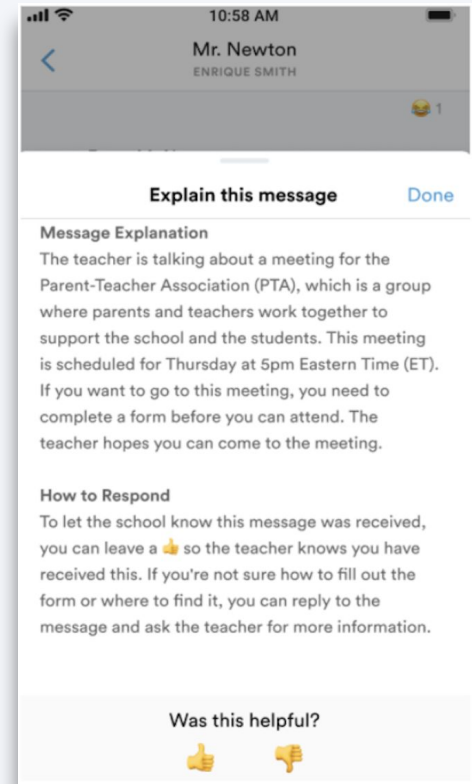 10:58 AM
Mr. Newton
ENRIQUE SMITH
😂 1
Explain this message
Done
Message Explanation
The teacher is talking about a meeting for the
Parent-Teacher Association (PTA), which is a group
where parents and teachers work together to
support the school and the students. This meeting
is scheduled for Thursday at 5pm Eastern Time (ET).
If you want to go to this meeting, you need to
complete a form before you can attend. The
teacher hopes you can come to the meeting.
How to Respond
To let the school know this message was received,
you can leave a 👍 so the teacher knows you have
received this. If you're not sure how to fill out the
form or where to find it, you can reply to the
message and ask the teacher for more information.
Was this helpful?
👍 👎